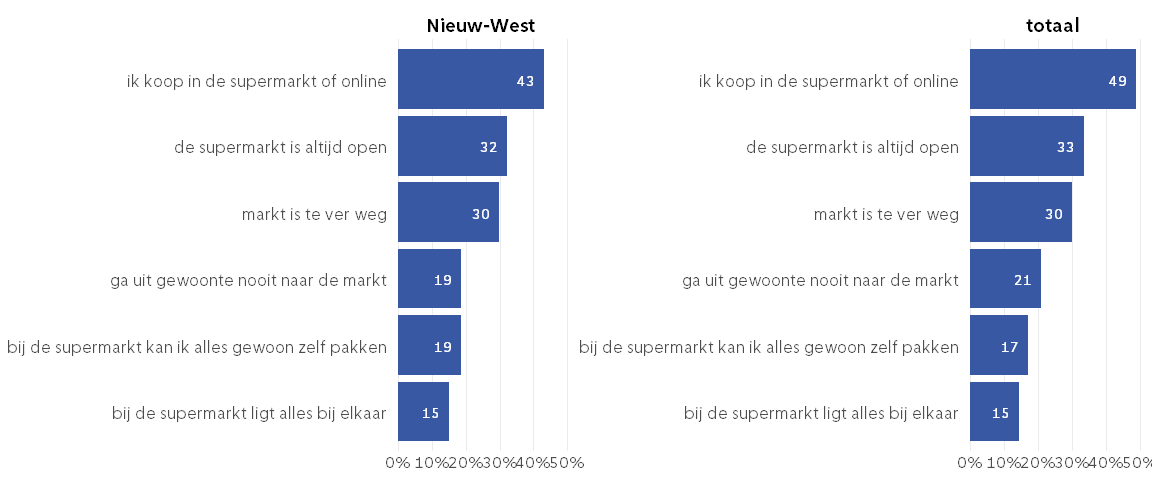 Nieuw-West
ik koop in de supermarkt of online 43
de supermarkt is altijd open 32
markt is te ver weg 30
ga uit gewoonte nooit naar de markt 19
bij de supermarkt kan ik alles gewoon zelf pakken 19
bij de supermarkt ligt alles bij elkaar 15
0% 10% 20% 30% 40% 50%
totaal
ik koop in de supermarkt of online 49
de supermarkt is altijd open 33
markt is te ver weg 30
ga uit gewoonte nooit naar de markt 21
bij de supermarkt kan ik alles gewoon zelf pakken 17
bij de supermarkt ligt alles bij elkaar 15
0% 10% 20% 30% 40% 50%